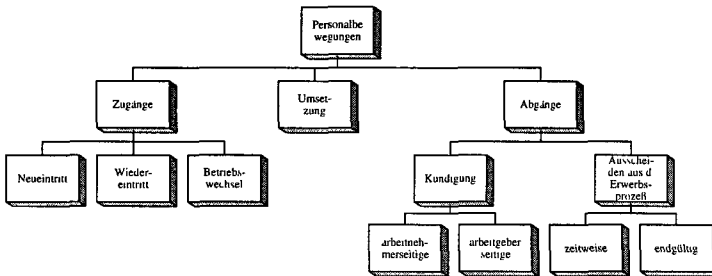 Personalbe
wegungen
Zugänge
Umset-
zung
Abgänge
Neueintritt
Wieder-
eintritt
Betriebs-
wechsel
Kundigung
Ausschei-
den aus d
Erwerbs-
prozeß
arbeitneh-
merseitige
arbeitgeber
seitige
zeitweise
endgültig